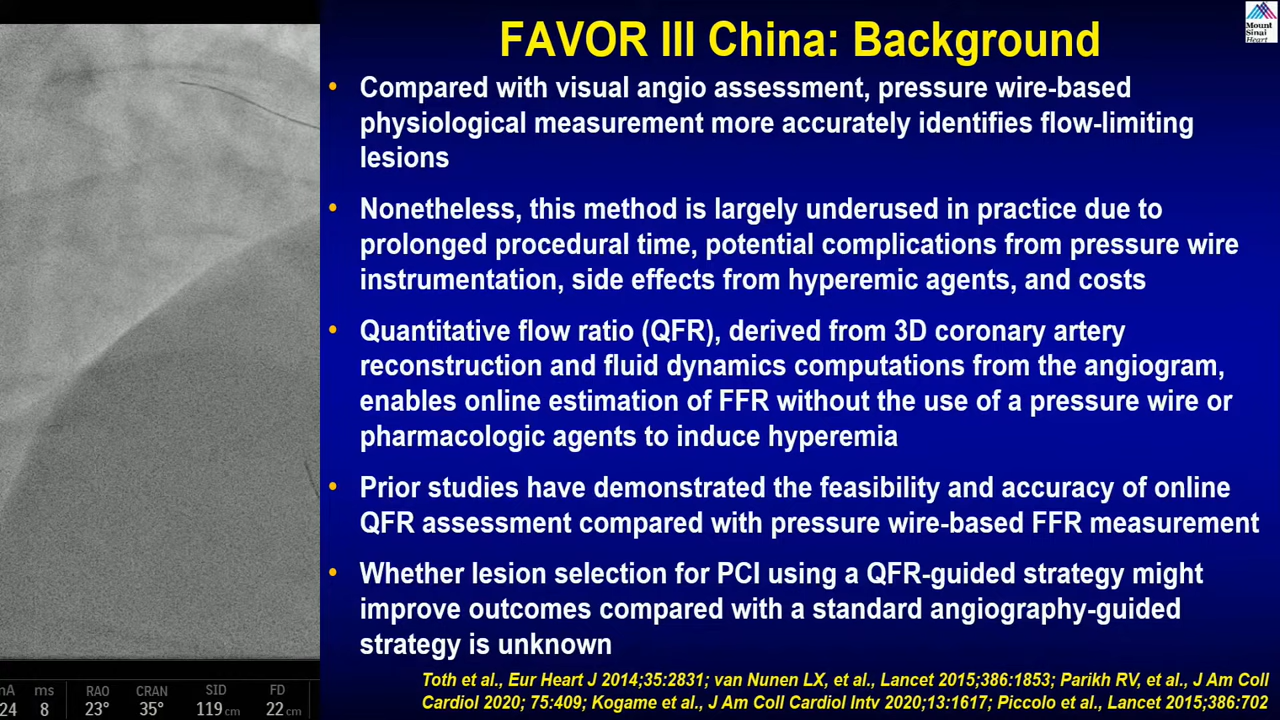 FAVOR III China: Background
Mount
Sinai
Heart
• Compared with visual angio assessment, pressure wire-based
physiological measurement more accurately identifies flow-limiting
lesions
• Nonetheless, this method is largely underused in practice due to
prolonged procedural time, potential complications from pressure wire
instrumentation, side effects from hyperemic agents, and costs
• Quantitative flow ratio (QFR), derived from 3D coronary artery
reconstruction and fluid dynamics computations from the angiogram,
enables online estimation of FFR without the use of a pressure wire or
pharmacologic agents to induce hyperemia
• Prior studies have demonstrated the feasibility and accuracy of online
QFR assessment compared with pressure wire-based FFR measurement
• Whether lesion selection for PCI using a QFR-guided strategy might
improve outcomes compared with a standard angiography-guided
strategy is unknown
Toth et al., Eur Heart J 2014;35:2831; van Nunen LX, et al., Lancet 2015;386:1853; Parikh RV, et al., J Am Coll
Cardiol 2020; 75:409; Kogame et al., J Am Coll Cardiol Intv 2020;13:1617; Piccolo et al., Lancet 2015;386:702
nA ms RAO CRAN SID FD
24 8 23° 35° 119 cm 22 cm